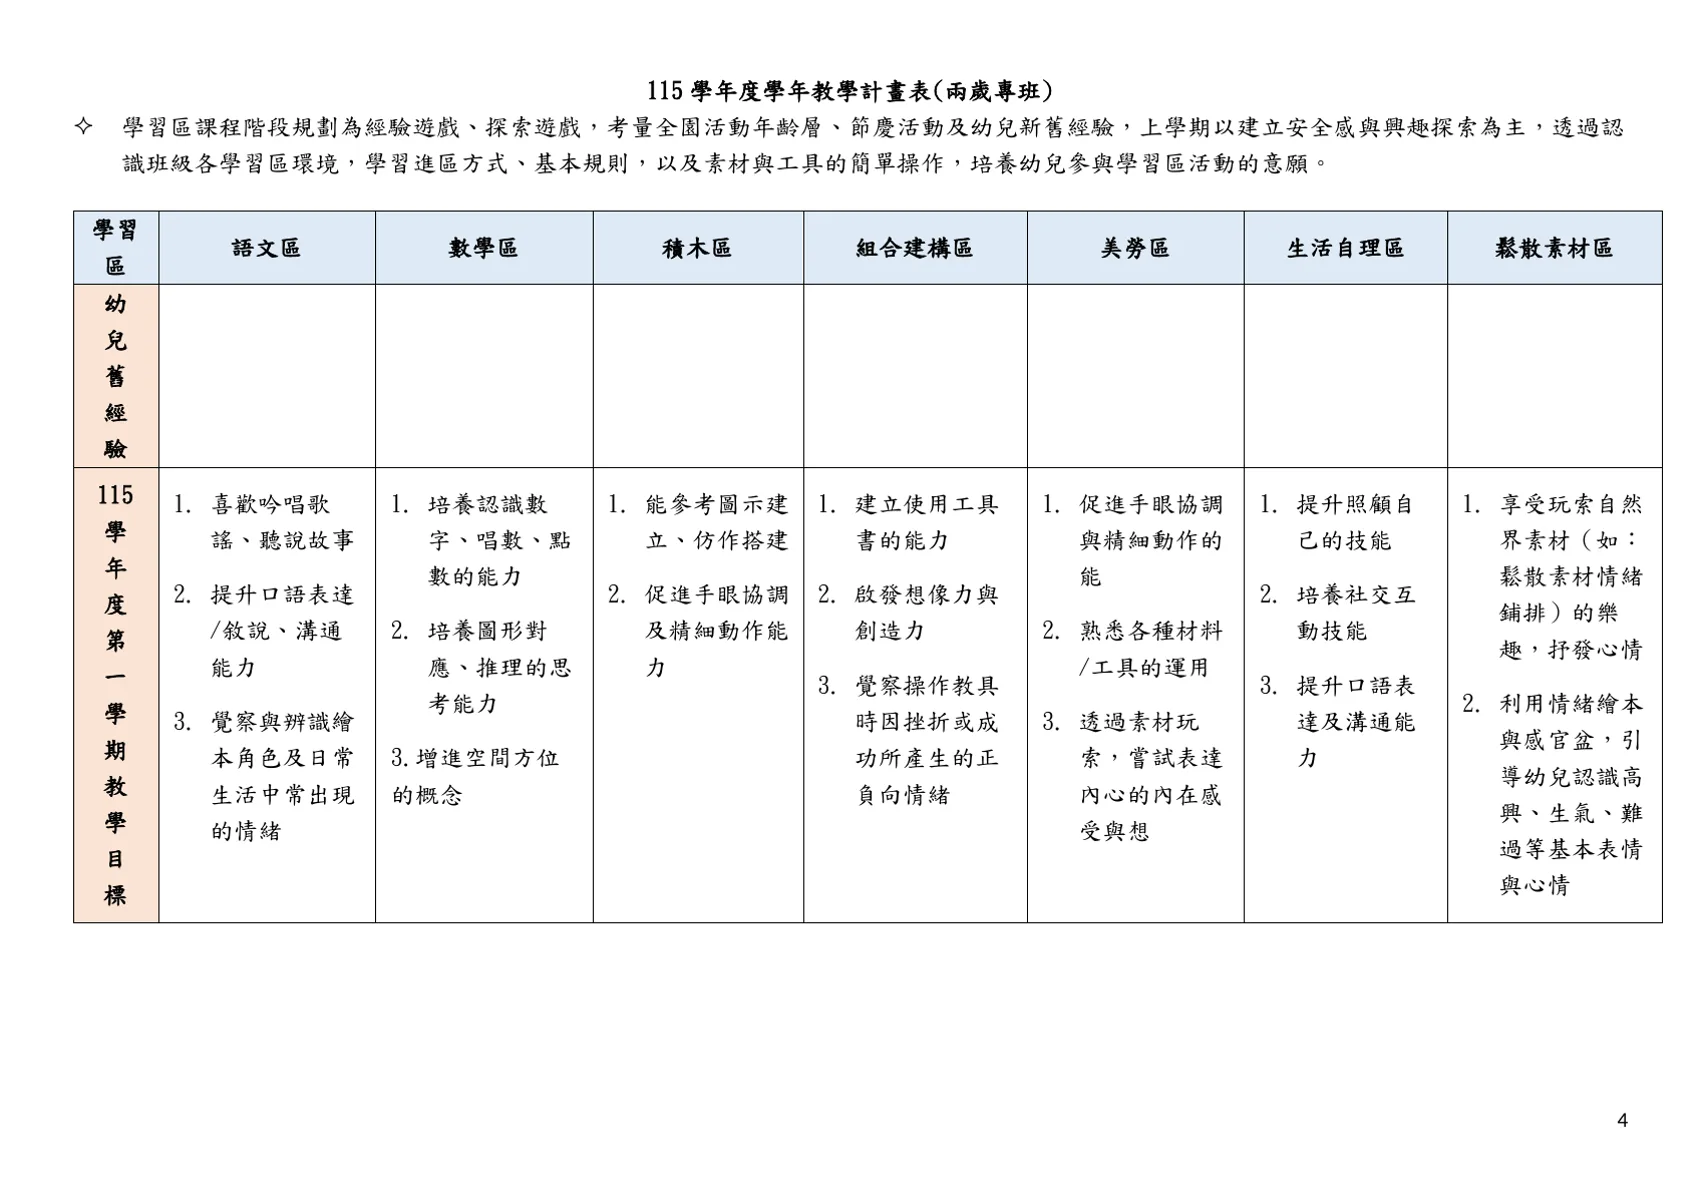 115 學年度學年教學計畫表(兩歲專班)
✧ 學習區課程階段規劃為經驗遊戲、探索遊戲，考量全園活動年齡層、節慶活動及幼兒新舊經驗，上學期以建立安全感與興趣探索為主，透過認
識班級各學習區環境，學習進區方式、基本規則，以及素材與工具的簡單操作，培養幼兒參與學習區活動的意願。
學習
區
語文區
數學區
積木區
組合建構區
美勞區
生活自理區
鬆散素材區
幼
兒
舊
經
驗
115
學
年
度
第
一
學
期
教
學
目
標
1. 喜歡吟唱歌
謠、聽說故事
2. 提升口語表達
/敘說、溝通
能力
3. 覺察與辨識繪
本角色及日常
生活中常出現
的情緒
1. 培養認識數
字、唱數、點
數的能力
2. 培養圖形對
應、推理的思
考能力
3.增進空間方位
的概念
1. 能參考圖示建
立、仿作搭建
2. 促進手眼協調
及精細動作能
力
1. 建立使用工具
書的能力
2. 啟發想像力與
創造力
3. 覺察操作教具
時因挫折或成
功所產生的正
負向情緒
1. 促進手眼協調
與精細動作的
能
2. 熟悉各種材料
/工具的運用
3. 透過素材玩
索，嘗試表達
內心的內在感
受與想
1. 提升照顧自
己的技能
2. 培養社交互
動技能
3. 提升口語表
達及溝通能
力
1. 享受玩索自然
界素材（如：
鬆散素材情緒
鋪排）的樂
趣，抒發心情
2. 利用情緒繪本
與感官盆，引
導幼兒認識高
興、生氣、難
過等基本表情
與心情
4